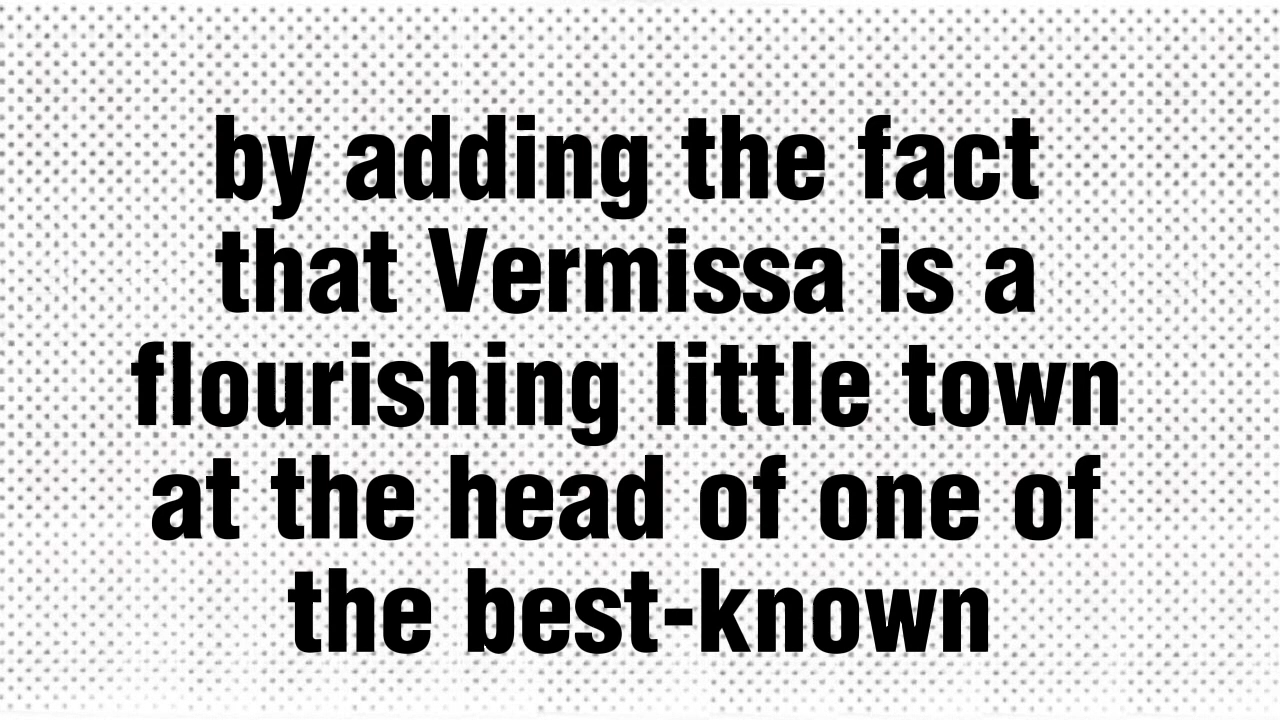 by adding the fact
that Vermissa is a
flourishing little town
at the head of one of
the best-known